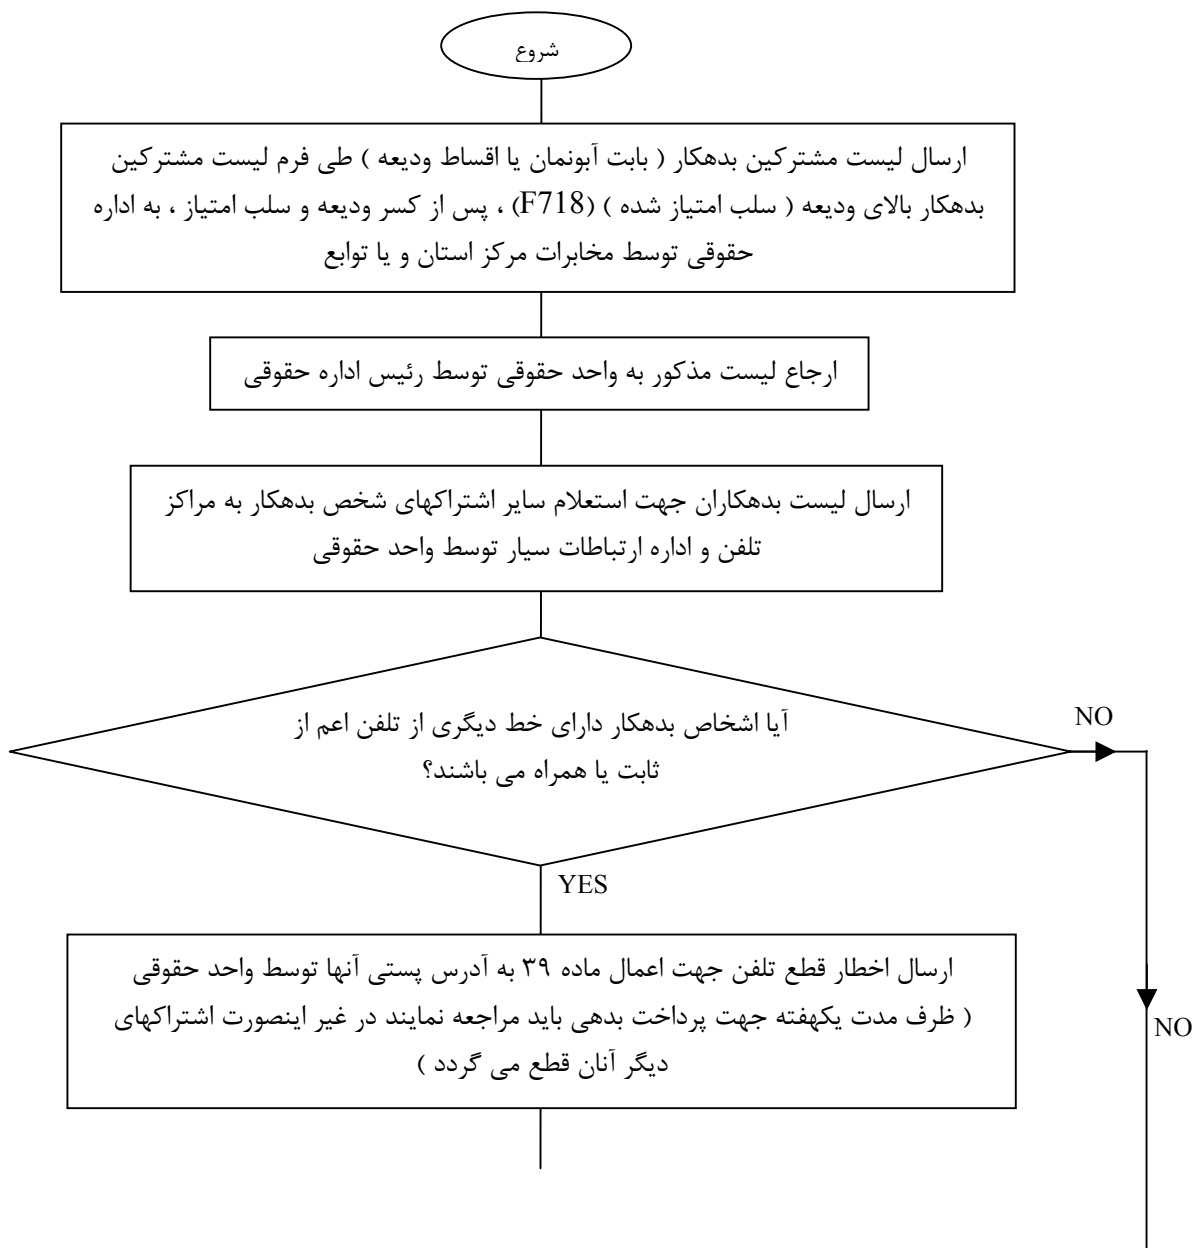 شروع
ارسال لیست مشترکین بدهکار ( بابت آبونمان یا اقساط ودیعه ) طی فرم لیست مشترکین
بدهکار بالای ودیعه ( سلب امتیاز شده ) (F718) ، پس از کسر ودیعه و سلب امتیاز ، به اداره
حقوقی توسط مخابرات مرکز استان و یا توابع
ارجاع لیست مذکور به واحد حقوقی توسط رئیس اداره حقوقی
ارسال لیست بدهکاران جهت استعلام سایر اشتراکهای شخص بدهکار به مراکز
تلفن و اداره ارتباطات سیار توسط واحد حقوقی
آیا اشخاص بدهکار دارای خط دیگری از تلفن اعم از
ثابت یا همراه می باشند؟
NO
YES
ارسال اخطار قطع تلفن جهت اعمال ماده ۳۹ به آدرس پستی آنها توسط واحد حقوقی
( ظرف مدت یکهفته جهت پرداخت بدهی باید مراجعه نمایند در غیر اینصورت اشتراکهای
دیگر آنان قطع می گردد )
NO